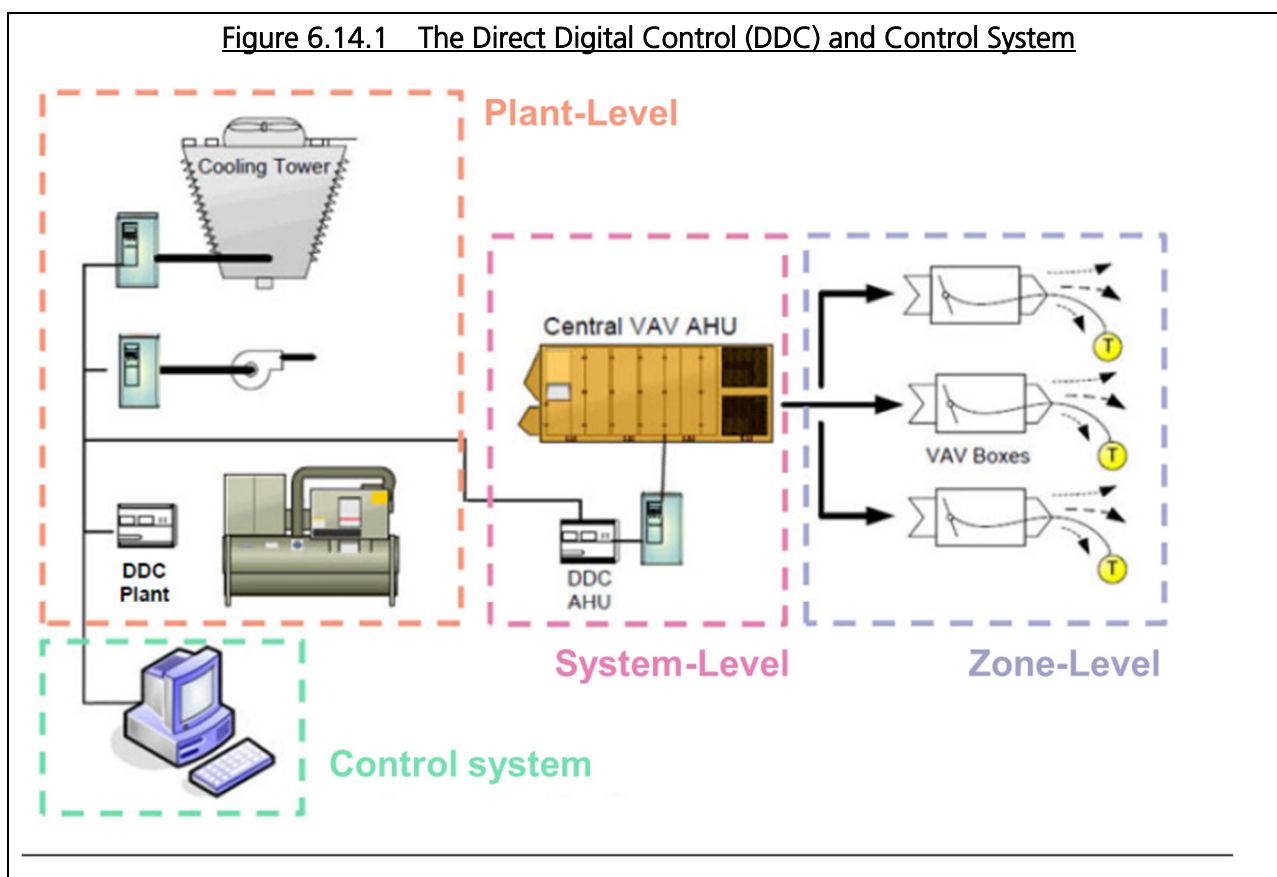 Figure 6.14.1 The Direct Digital Control (DDC) and Control System
Plant-Level
Cooling Tower
Central VAV AHU
T
T
VAV Boxes
T
DDC
Plant
DDC
AHU
System-Level
Zone-Level
Control system